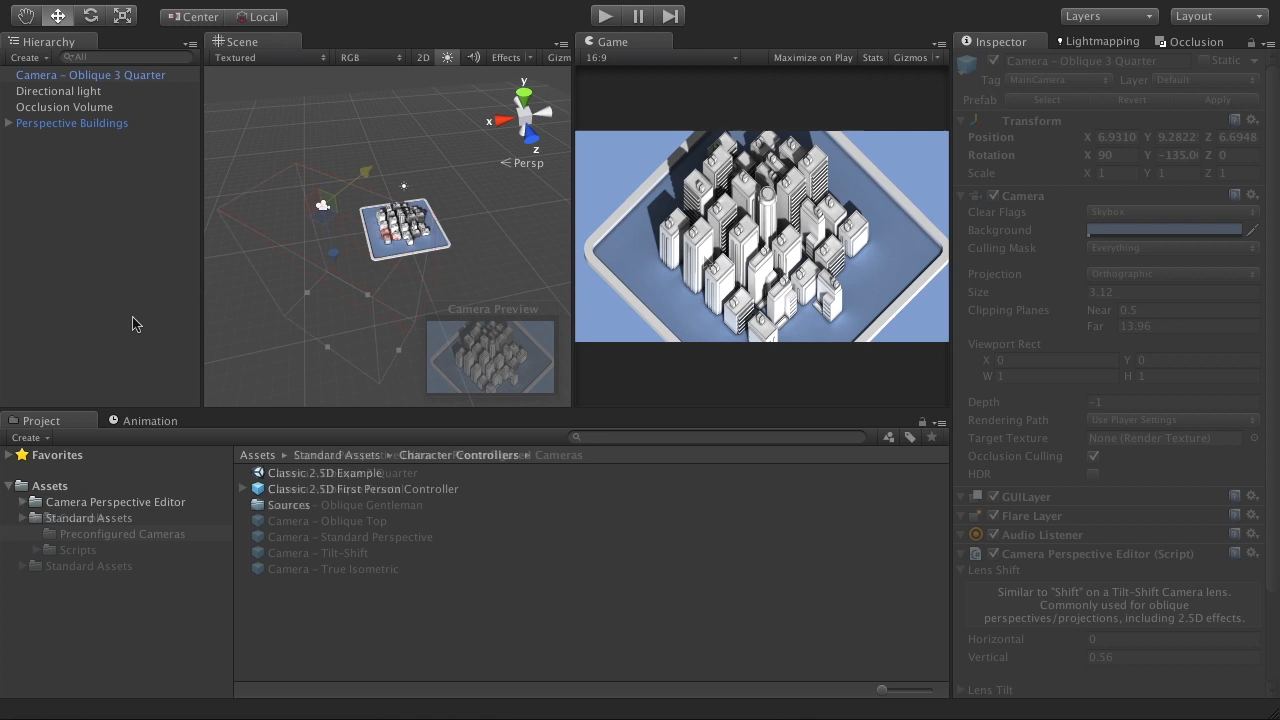 Center Local
Layers
Layout
Hierarchy
Create
All
Camera – Oblique 3 Quarter
Directional light
Occlusion Volume
Perspective Buildings
Scene
Textured
RGB
2D
Effects
Gizm
y
x
z
Persp
Camera Preview
Game
16:9
Maximize on Play
Stats
Gizmos
Inspector
Lightmapping
Occlusion
Camera – Oblique 3 Quarter
Static
Tag MainCamera Layer Default
Prefab Select Revert Apply
Transform
Position X 6.9310 Y 9.2822 Z 6.6948
Rotation X 90 Y -135.0 Z 0
Scale X 1 Y 1 Z 1
Camera
Clear Flags Skybox
Background
Culling Mask Everything
Projection Orthographic
Size 3.12
Clipping Planes Near 0.5
Far 13.96
Viewport Rect
X 0 Y 0
W 1 H 1
Depth -1
Rendering Path Use Player Settings
Target Texture None (Render Texture)
Occlusion Culling
HDR
GUILayer
Flare Layer
Audio Listener
Camera Perspective Editor (Script)
Lens Shift
Similar to "Shift" on a Tilt-Shift Camera lens.
Commonly used for oblique
perspectives/projections, including 2.5D effects.
Horizontal 0
Vertical 0.56
Lens Tilt
Project
Animation
Create
Favorites
Assets
Camera Perspective Editor
Standard Assets
Preconfigured Cameras
Scripts
Standard Assets
Assets Standard Assets Character Controllers Cameras
Classic 2.5D Example Quarter
Classic 2.5D First Person Controller
Sources – Oblique Gentleman
Camera – Oblique Top
Camera – Standard Perspective
Camera – Tilt-Shift
Camera – True Isometric